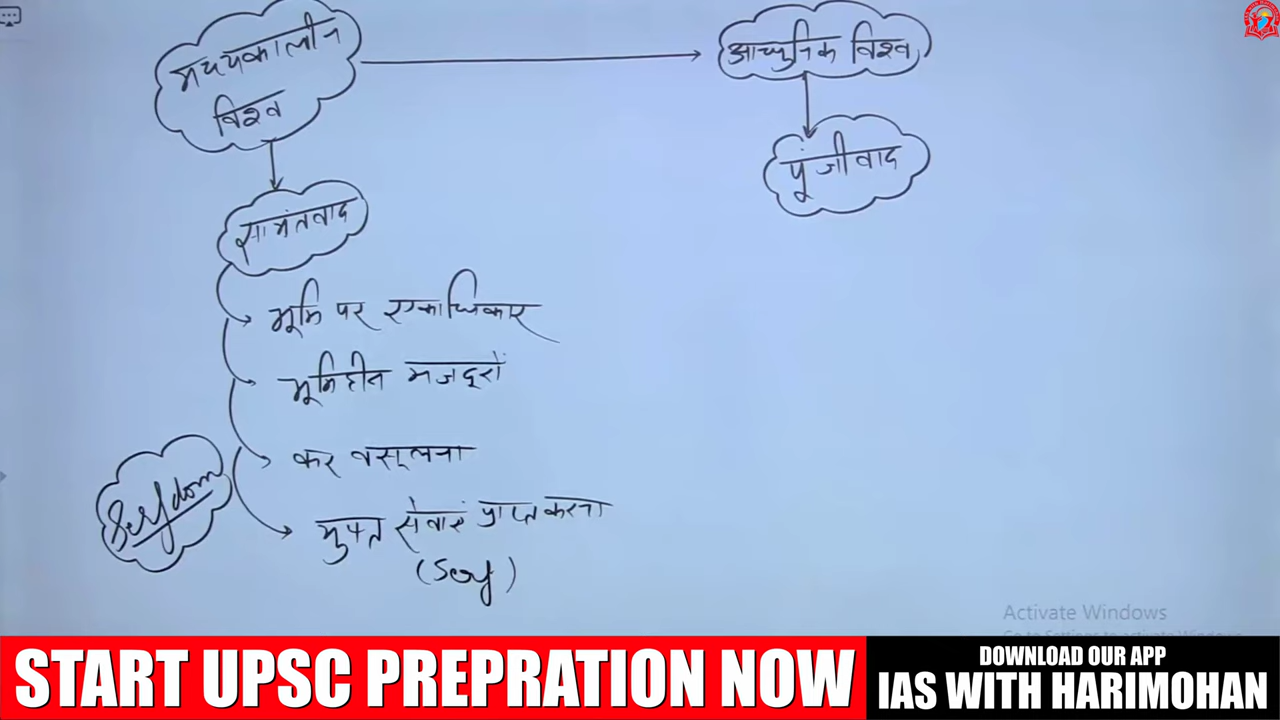 मध्यकालीन
विश्व
आधुनिक विश्व
पूंजीवाद
सामंतवाद
भूमि पर एकाधिकार
भूमिहीन मजदूरों
कर वसूलना
Serfdom
मुफ्त सेवाएं प्राप्त करना
(Serf)
Activate Windows
START UPSC PREPRATION NOW
DOWNLOAD OUR APP
IAS WITH HARIMOHAN